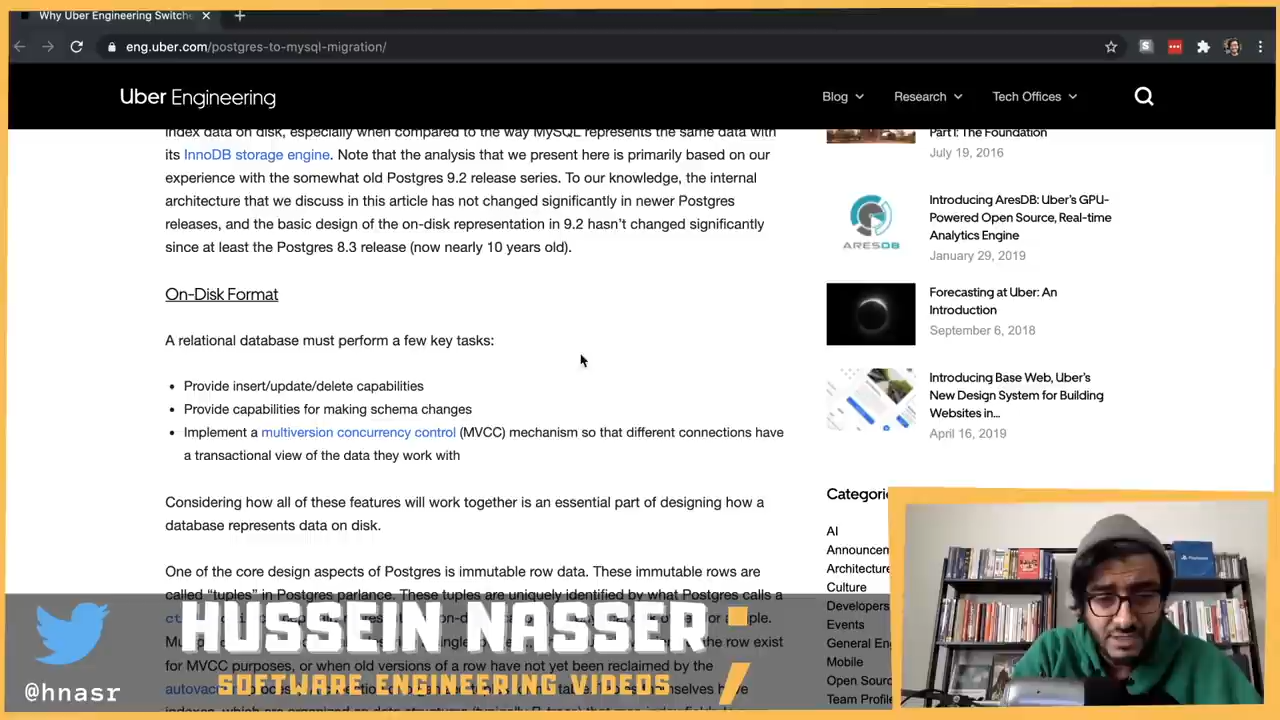 Why Uber Engineering Switche
eng.uber.com/postgres-to-mysql-migration/
Uber Engineering
Blog
Research
Tech Offices
index data on disk, especially when compared to the way MySQL represents the same data with
its InnoDB storage engine. Note that the analysis that we present here is primarily based on our
experience with the somewhat old Postgres 9.2 release series. To our knowledge, the internal
architecture that we discuss in this article has not changed significantly in newer Postgres
releases, and the basic design of the on-disk representation in 9.2 hasn't changed significantly
since at least the Postgres 8.3 release (now nearly 10 years old).
On-Disk Format
A relational database must perform a few key tasks:
• Provide insert/update/delete capabilities
• Provide capabilities for making schema changes
• Implement a multiversion concurrency control (MVCC) mechanism so that different connections have
a transactional view of the data they work with
Considering how all of these features will work together is an essential part of designing how a
database represents data on disk.
One of the core design aspects of Postgres is immutable row data. These immutable rows are
called "tuples" in Postgres parlance. These tuples are uniquely identified by what Postgres calls a
the row exist
for MVCC purposes, or when old versions of a row have not yet been reclaimed by the
Part I: The Foundation
July 19, 2016
ARESDB
Introducing AresDB: Uber's GPU-
Powered Open Source, Real-time
Analytics Engine
January 29, 2019
Forecasting at Uber: An
Introduction
September 6, 2018
Introducing Base Web, Uber's
New Design System for Building
Websites in…
April 16, 2019
Categorie
AI
Announcem
Architecture
Culture
Developers
Events
General En
Mobile
Open Sourc
Team Profile
HUSSEIN NASSER
SOFTWARE ENGINEERING VIDEOS
@hnasr